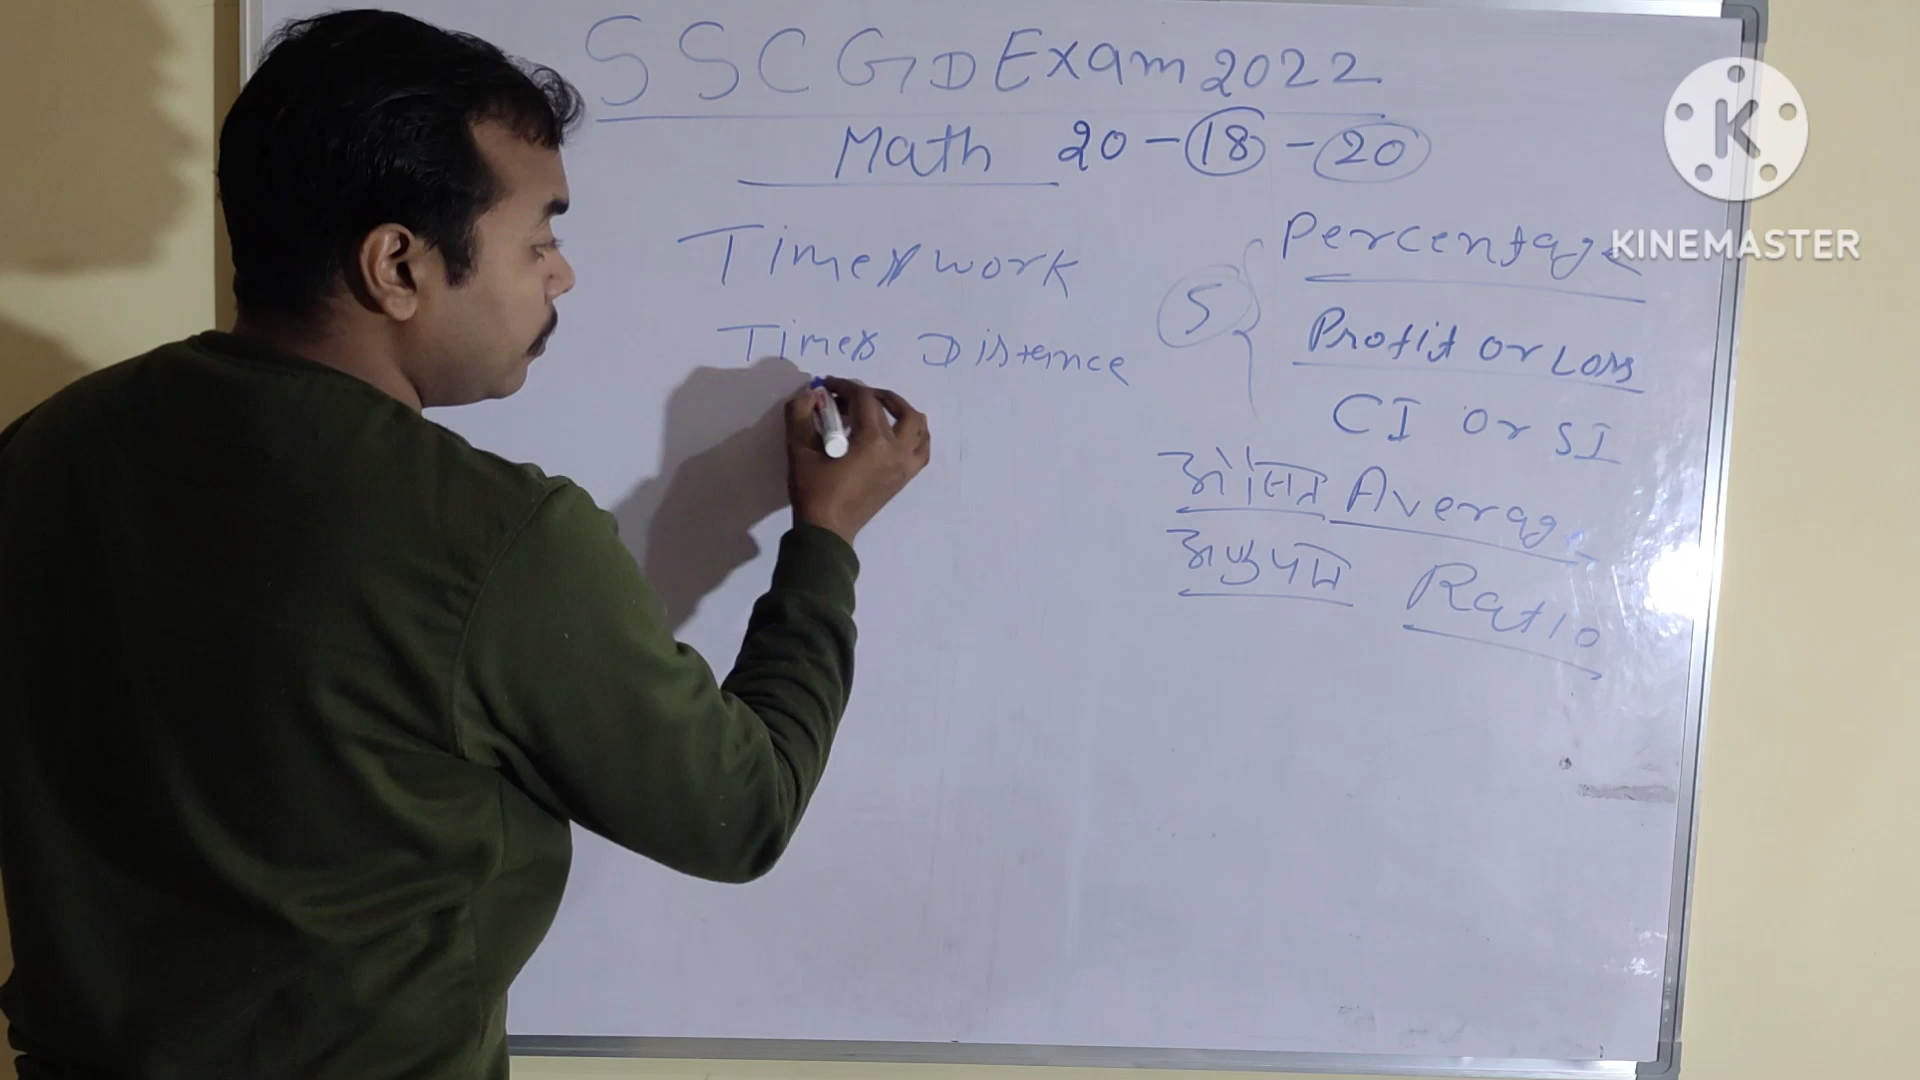 SSC GD Exam 2022
Math 20-18-20
Time & work
Time & Distance
5
Percentage
Profit or Loss
CI or SI
औसत Average
अनुपात Ratio
K
KINEMASTER